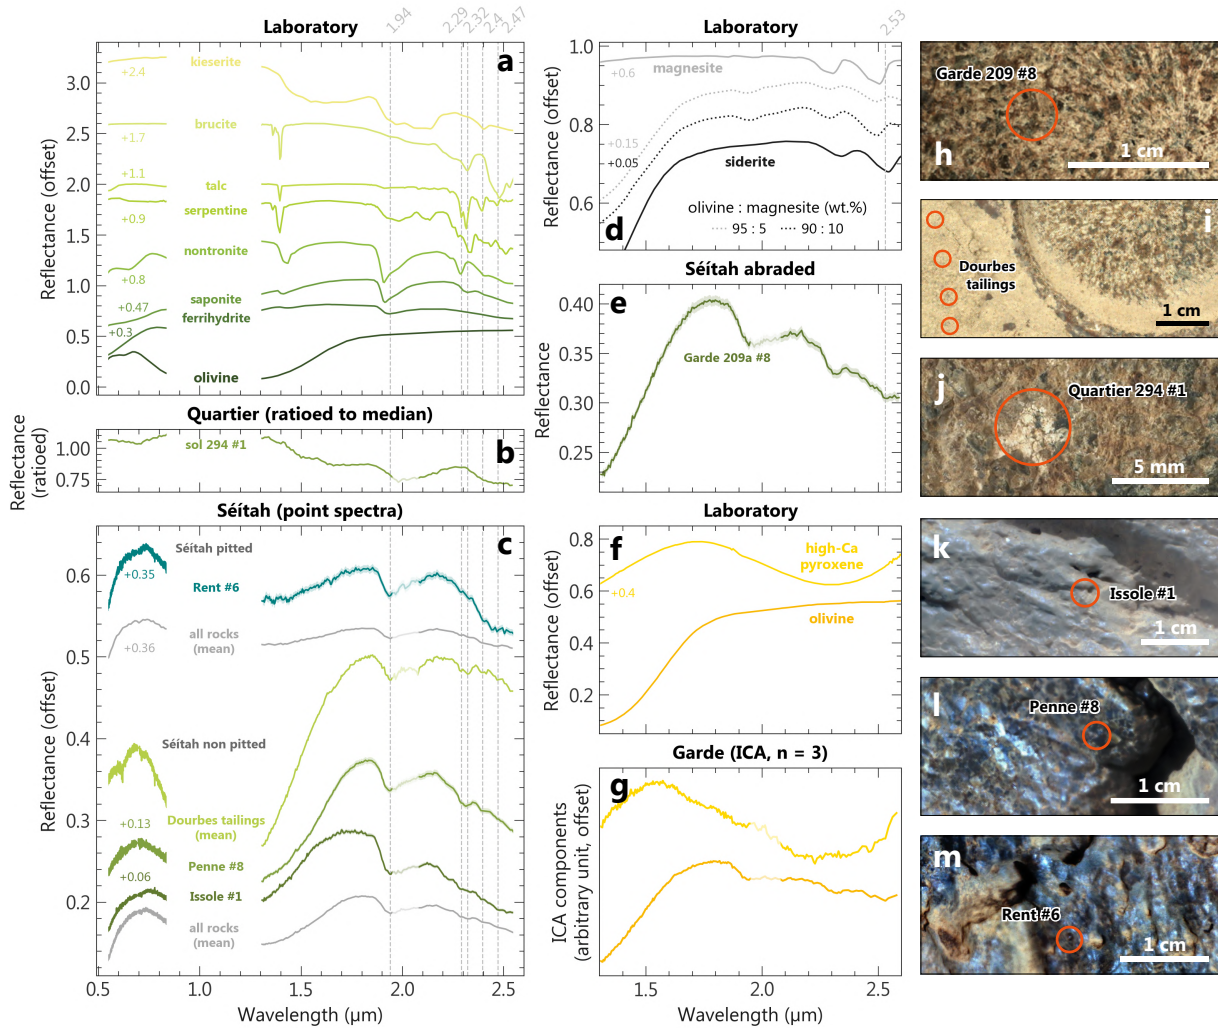 Laboratory
1.94
2.29
2.32
2.4
2.47
a
kieserite
+2.4
brucite
+1.7
+1.1
talc
serpentine
+0.9
nontronite
+0.8
saponite
+0.47
ferrihydrite
+0.3
olivine
3.0
2.5
2.0
1.5
1.0
0.5
0.0
Reflectance (offset)
Quartier (ratioed to median)
sol 294 #1
b
1.00
0.75
Reflectance
(ratioed)
Séítah (point spectra)
c
Séítah pitted
+0.35
Rent #6
all rocks
(mean)
+0.36
Séítah non pitted
+0.13
Dourbes tailings
(mean)
Penne #8
+0.06
Issole #1
all rocks
(mean)
0.6
0.5
0.4
0.3
0.2
Reflectance (offset)
0.5
1.0
1.5
2.0
2.5
Wavelength (µm)
Laboratory
2.53
+0.6
magnesite
+0.15
+0.05
siderite
olivine : magnesite (wt.%)
95 : 5
90 : 10
d
1.0
0.8
0.6
Reflectance (offset)
Séítah abraded
e
Garde 209a #8
0.40
0.35
0.30
0.25
Reflectance
Laboratory
f
high-Ca
pyroxene
+0.4
olivine
0.8
0.6
0.4
0.2
Reflectance (offset)
Garde (ICA, n = 3)
g
ICA components
(arbitrary unit, offset)
1.5
2.0
2.5
Wavelength (µm)
Garde 209 #8
h
1 cm
i
Dourbes
tailings
1 cm
j
Quartier 294 #1
5 mm
k
Issole #1
1 cm
l
Penne #8
1 cm
m
Rent #6
1 cm